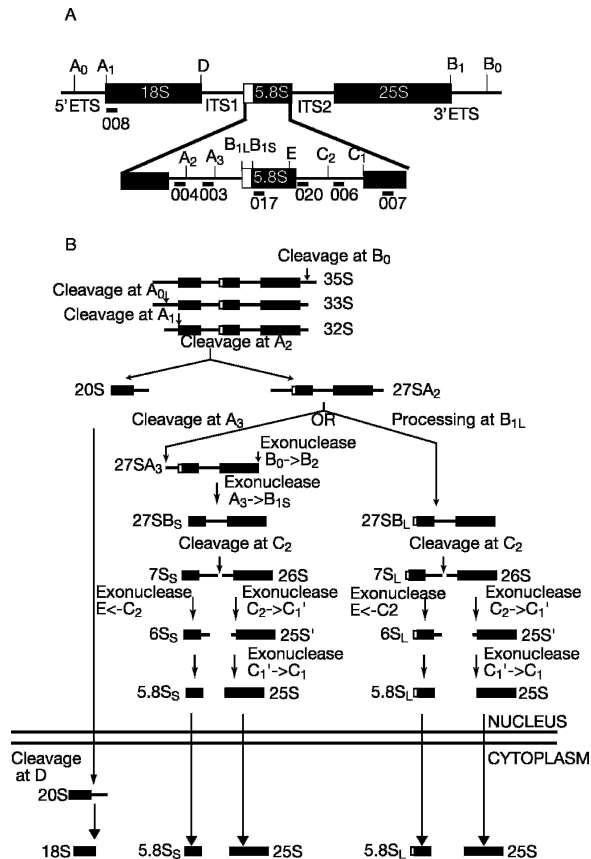 A
A0 A1 D B1 B0
18S 5.8S 25S
5'ETS ITS1 ITS2 3'ETS
008
B1LB1S
A2 A3 E C2 C1
5.8S
004 003 017 020 006 007
B
Cleavage at B0
35S
Cleavage at A0
33S
Cleavage at A1
32S
Cleavage at A2
20S 27SA2
Cleavage at A3 OR Processing at B1L
Exonuclease
B0->B2
27SA3
Exonuclease
A3->B1S
27SBS 27SBL
Cleavage at C2 Cleavage at C2
7SS 26S 7SL 26S
Exonuclease Exonuclease Exonuclease Exonuclease
E<-C2 C2->C1' E<-C2 C2->C1'
6SS 25S' 6SL 25S'
Exonuclease Exonuclease
C1'->C1 C1'->C1
5.8SS 25S 5.8SL 25S
NUCLEUS
CYTOPLASM
Cleavage
at D
20S
18S 5.8SS 25S 5.8SL 25S